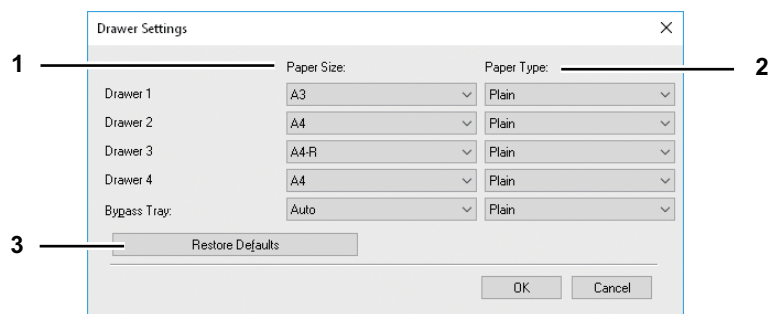 Drawer Settings
1 Paper Size: Paper Type: 2
Drawer 1 A3 Plain
Drawer 2 A4 Plain
Drawer 3 A4-R Plain
Drawer 4 A4 Plain
Bypass Tray: Auto Plain
3 Restore Defaults
OK Cancel